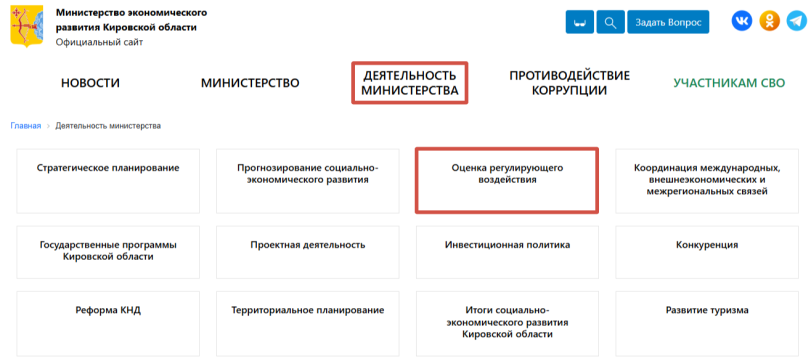 Министерство экономического
развития Кировской области
Официальный сайт
Задать Вопрос
НОВОСТИ
МИНИСТЕРСТВО
ДЕЯТЕЛЬНОСТЬ
МИНИСТЕРСТВА
ПРОТИВОДЕЙСТВИЕ
КОРРУПЦИИ
УЧАСТНИКАМ СВО
Главная > Деятельность министерства
Стратегическое планирование
Прогнозирование социально-
экономического развития
Оценка регулирующего
воздействия
Координация международных,
внешнеэкономических и
межрегиональных связей
Государственные программы
Кировской области
Проектная деятельность
Инвестиционная политика
Конкуренция
Реформа КНД
Территориальное планирование
Итоги социально-
экономического развития
Кировской области
Развитие туризма